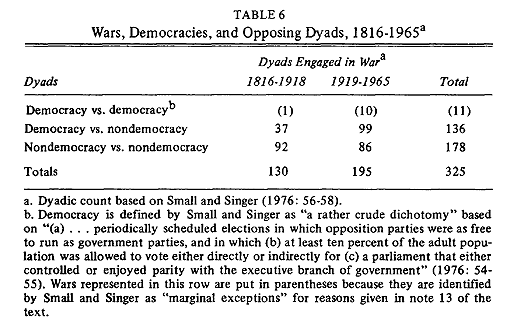 TABLE 6
Wars, Democracies, and Opposing Dyads, 1816-1965a
Dyads Engaged in Wara
Dyads 1816-1918 1919-1965 Total
Democracy vs. democracyb (1) (10) (11)
Democracy vs. nondemocracy 37 99 136
Nondemocracy vs. nondemocracy 92 86 178
Totals 130 195 325
a. Dyadic count based on Small and Singer (1976: 56-58).
b. Democracy is defined by Small and Singer as "a rather crude dichotomy" based
on "(a) . . . periodically scheduled elections in which opposition parties were as free
to run as government parties, and in which (b) at least ten percent of the adult popu-
lation was allowed to vote either directly or indirectly for (c) a parliament that either
controlled or enjoyed parity with the executive branch of government" (1976: 54-
55). Wars represented in this row are put in parentheses because they are identified
by Small and Singer as "marginal exceptions" for reasons given in note 13 of the
text.